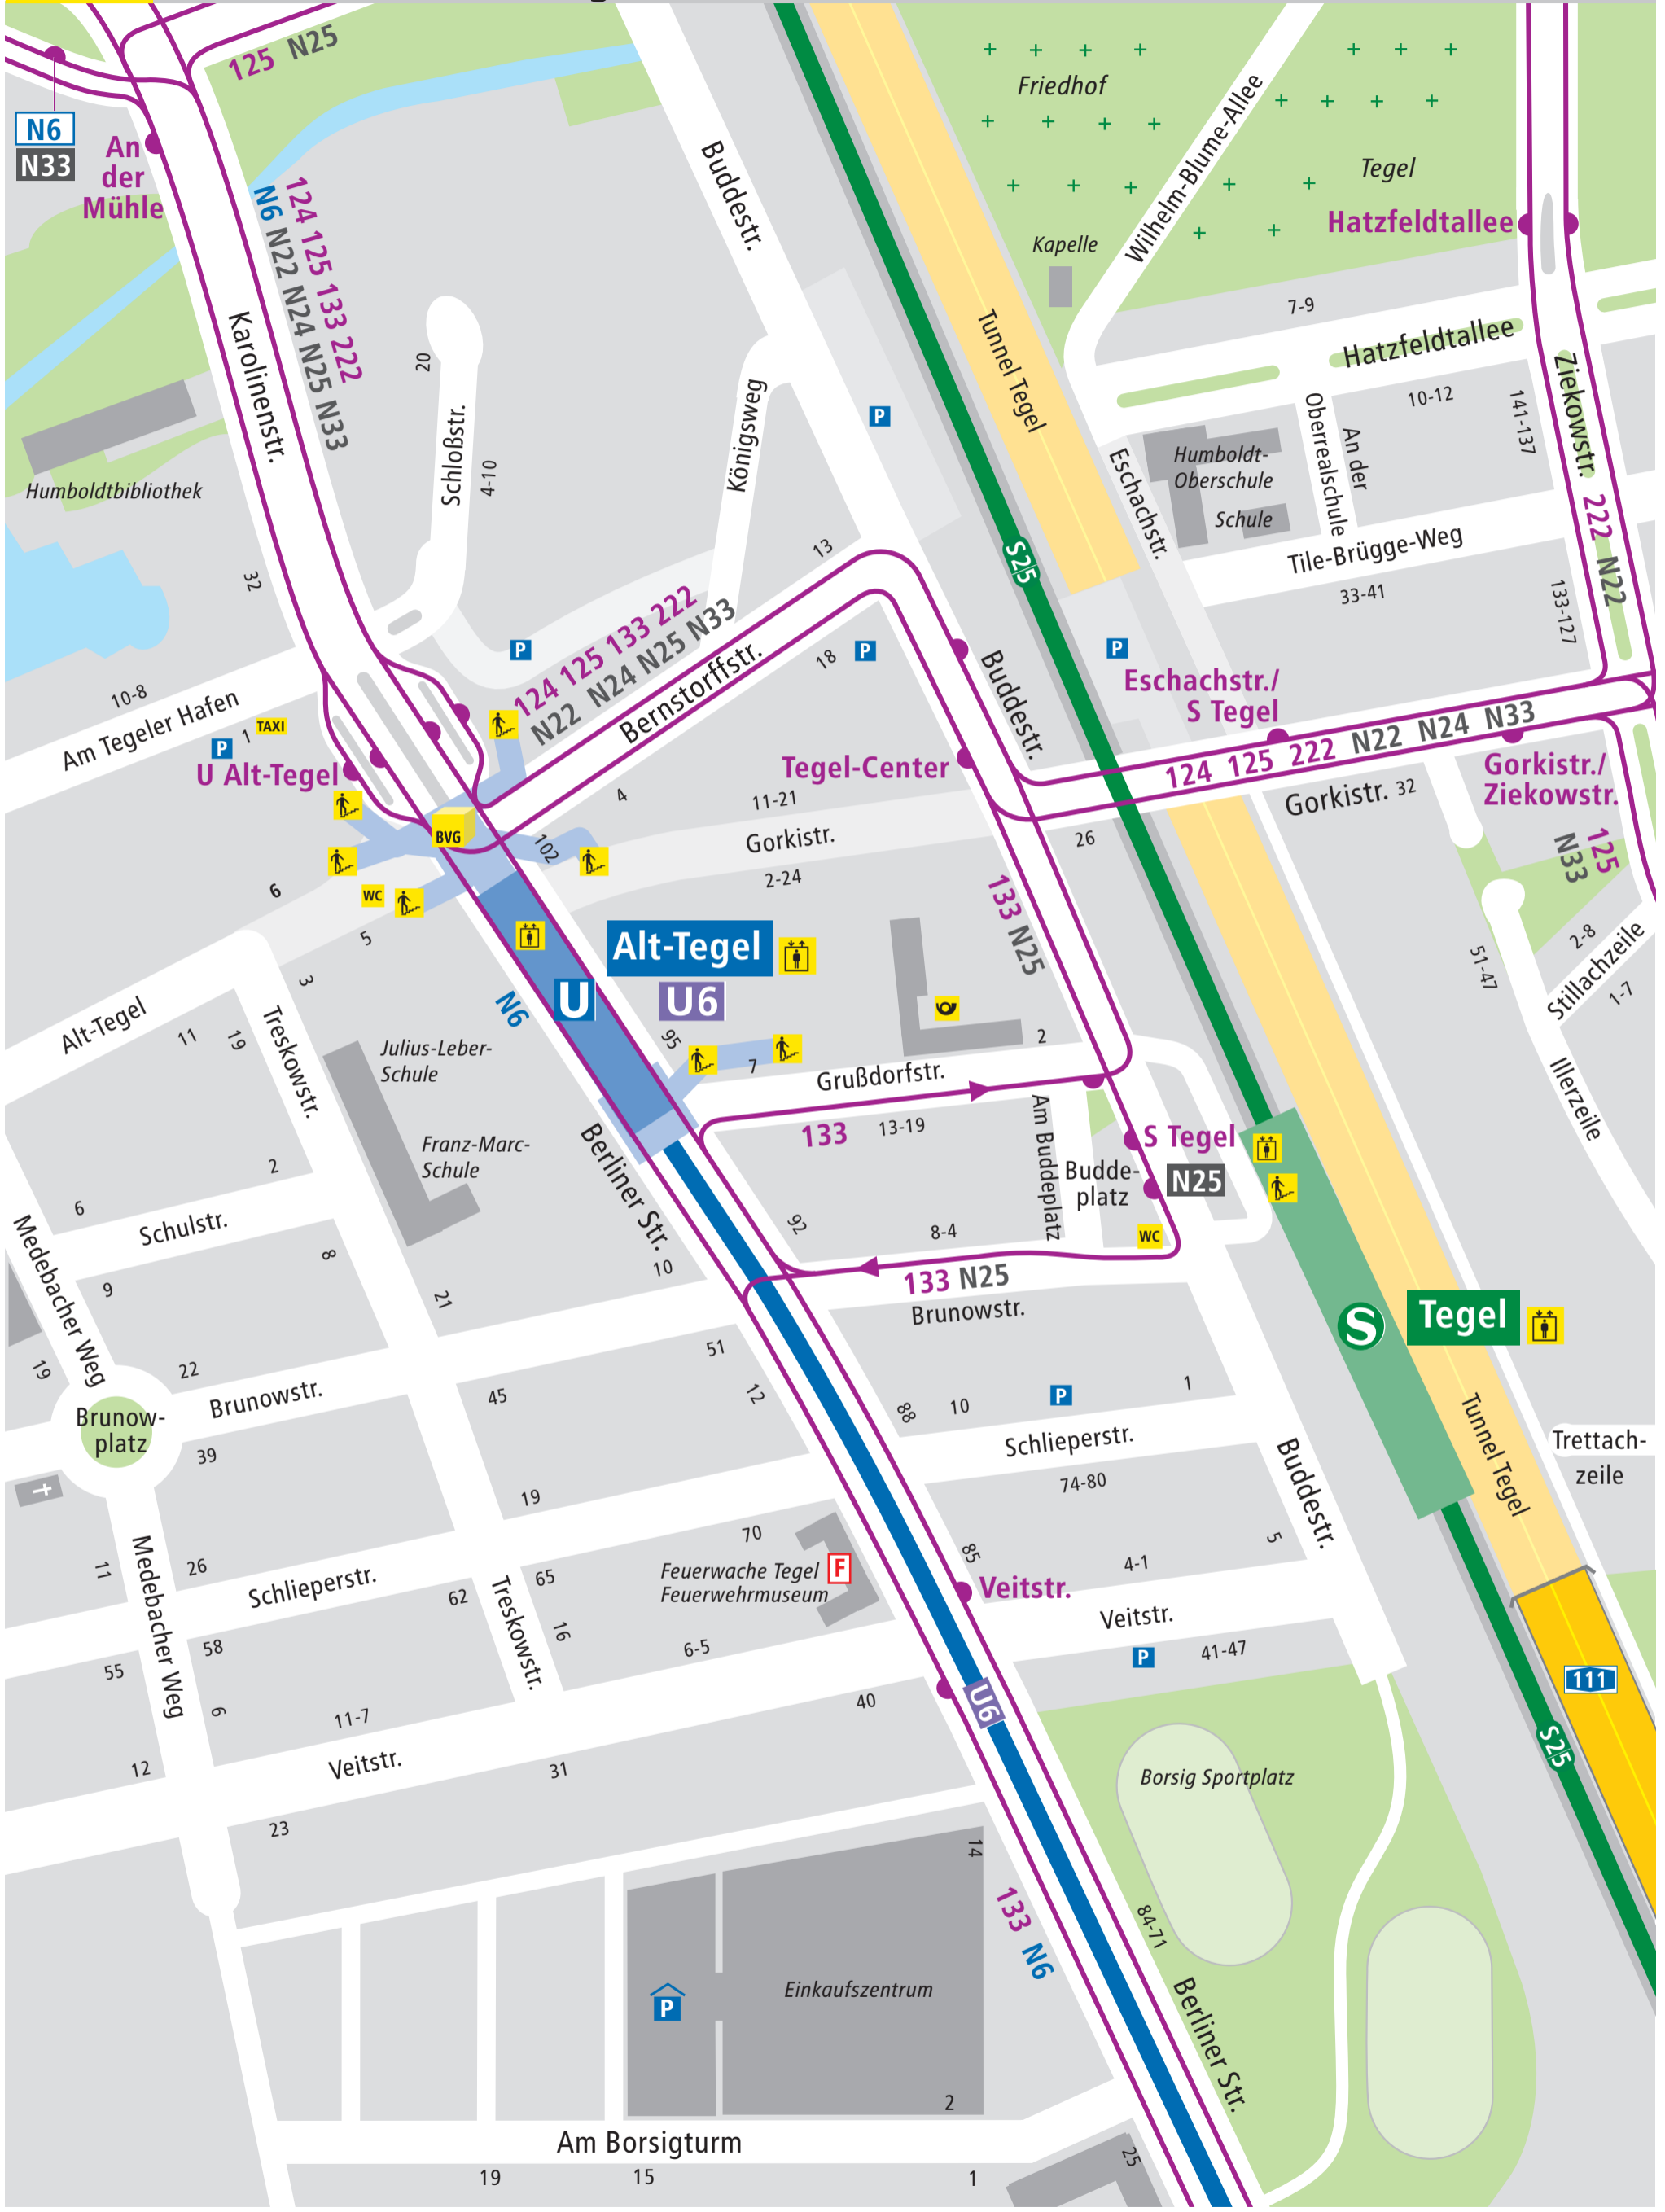 125 N25
N6
N33
An
der
Mühle
124 125 133 222
N6 N22 N24 N25 N33
Karolinenstr.
Humboldtbibliothek
32
20
Schloßstr.
4-10
Königsweg
Buddestr.
P
Friedhof
Tegel
Kapelle
Wilhelm-Blume-Allee
Hatzfeldtallee
7-9
Hatzfeldtallee
10-12
141-137
Ziekowstr.
222 N22
133-127
Tunnel Tegel
Eschachstr.
Humboldt-
Oberschule
Schule
An der
Oberrealschule
Tile-Brügge-Weg
33-41
S25
13
124 125 133 222
N22 N24 N25 N33
Bernstorffstr.
18
P
P
P
Buddestr.
Eschachstr./
S Tegel
124 125 222 N22 N24 N33
Gorkistr.
32
Gorkistr./
Ziekowstr.
125
N33
10-8
Am Tegeler Hafen
P
1
TAXI
U Alt-Tegel
BVG
Tegel-Center
4
11-21
Gorkistr.
2-24
102
26
6
WC
5
3
133 N25
Alt-Tegel
U
U6
N6
95
7
2
Grußdorfstr.
133
13-19
Am Buddeplatz
S Tegel
N25
Budde-
platz
WC
8-4
92
133 N25
Brunowstr.
51-47
2-8
Stillachzeile
1-7
Illerzeile
Alt-Tegel
11
19
Treskowstr.
Julius-Leber-
Schule
Franz-Marc-
Schule
Berliner Str.
10
2
6
Schulstr.
8
9
21
Medebacher Weg
19
22
Brunowstr.
Brunow-
platz
39
45
51
12
88
10
P
1
Schlieperstr.
74-80
Buddestr.
5
S
Tegel
Tunnel Tegel
Trettach-
zeile
11
Medebacher Weg
26
Schlieperstr.
19
62
65
70
Feuerwache Tegel
Feuerwehrmuseum
F
85
4-1
Veitstr.
Veitstr.
P
41-47
111
S25
55
58
6
Treskowstr.
16
6-5
11-7
12
Veitstr.
31
40
23
U6
Borsig Sportplatz
14
133 N6
84-71
Berliner Str.
P
Einkaufszentrum
2
Am Borsigturm
19
15
1
25